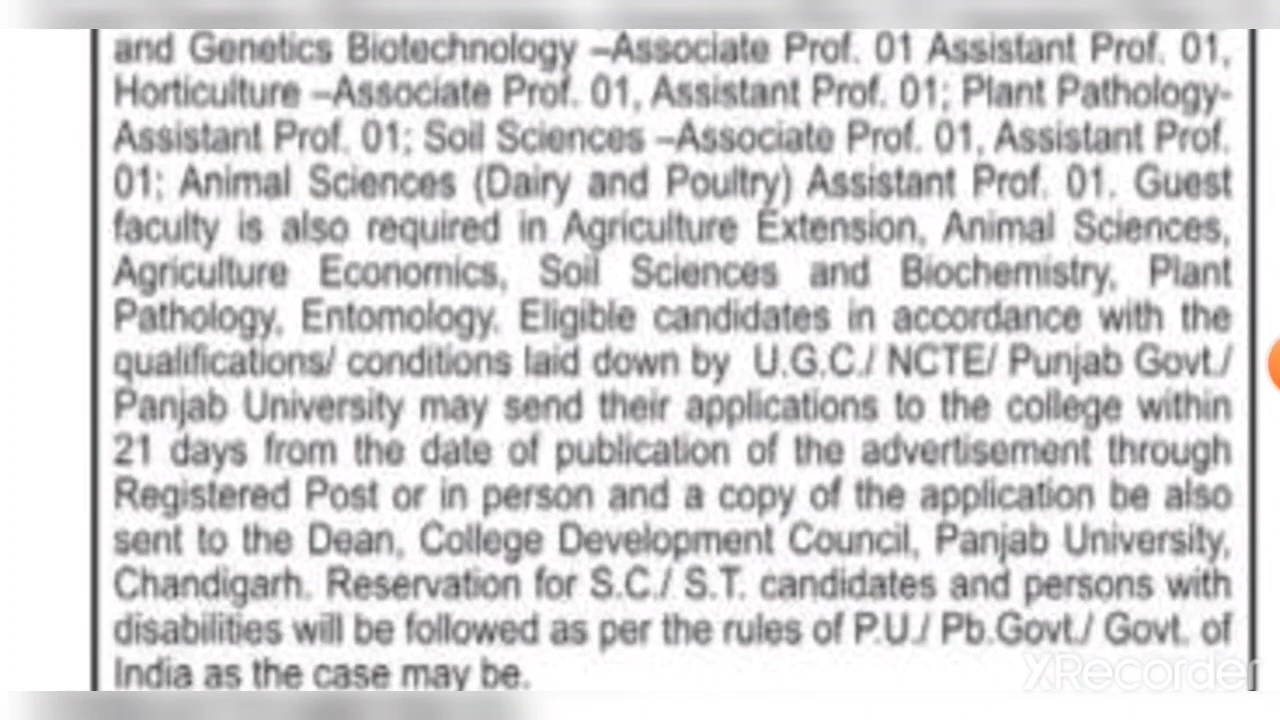 and Genetics Biotechnology –Associate Prof. 01 Assistant Prof. 01,
Horticulture –Associate Prof. 01, Assistant Prof. 01; Plant Pathology-
Assistant Prof. 01; Soil Sciences –Associate Prof. 01, Assistant Prof.
01; Animal Sciences (Dairy and Poultry) Assistant Prof. 01. Guest
faculty is also required in Agriculture Extension, Animal Sciences,
Agriculture Economics, Soil Sciences and Biochemistry, Plant
Pathology, Entomology. Eligible candidates in accordance with the
qualifications/ conditions laid down by U.G.C./ NCTE/ Punjab Govt./
Panjab University may send their applications to the college within
21 days from the date of publication of the advertisement through
Registered Post or in person and a copy of the application be also
sent to the Dean, College Development Council, Panjab University,
Chandigarh. Reservation for S.C./ S.T. candidates and persons with
disabilities will be followed as per the rules of P.U./ Pb.Govt./ Govt. of
India as the case may be.
XRecorder